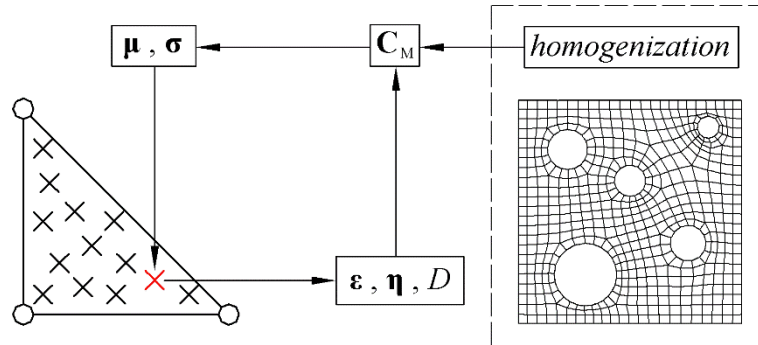 μ , σ
C_M
homogenization
ε , η , D